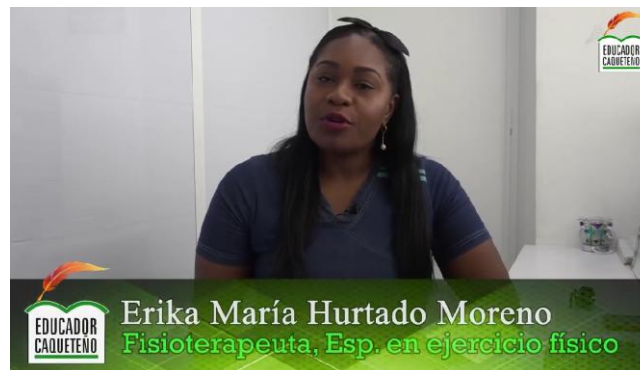 EDUCADOR
CAQUETEÑO
Erika María Hurtado Moreno
Fisioterapeuta, Esp. en ejercicio físico
EDUCADOR
CAQUETEÑO